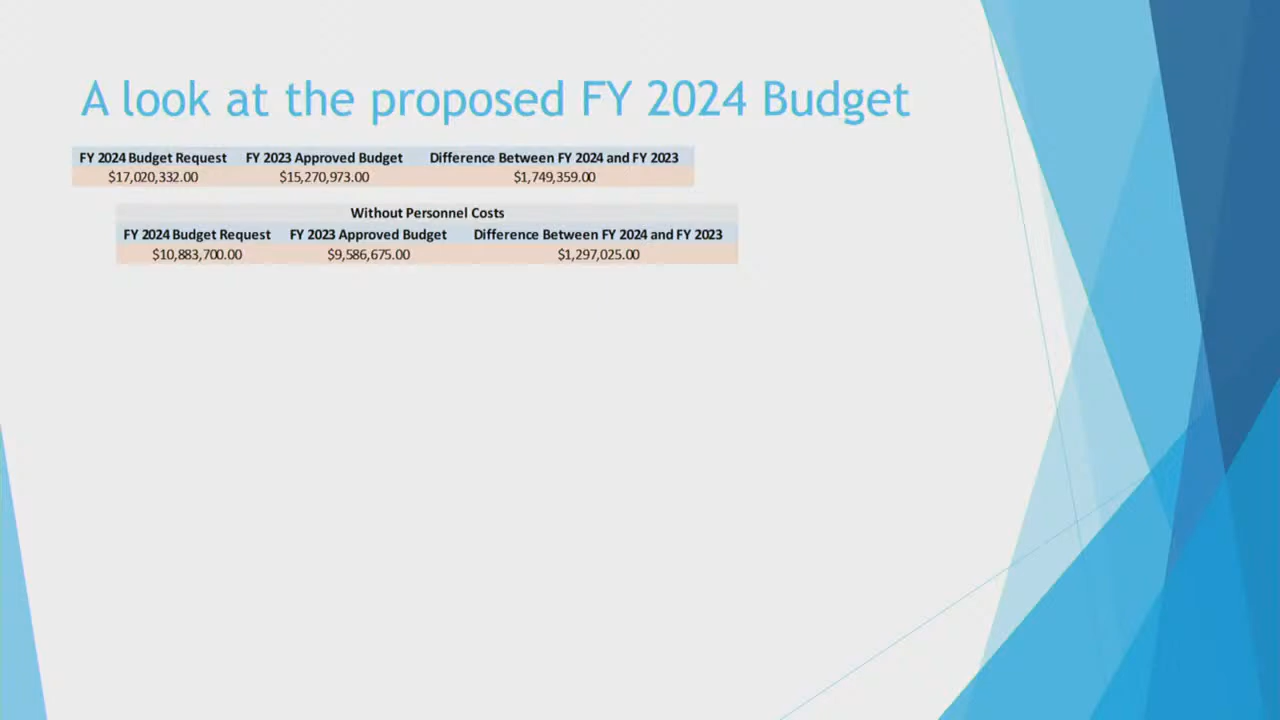 A look at the proposed FY 2024 Budget
FY 2024 Budget Request FY 2023 Approved Budget Difference Between FY 2024 and FY 2023
$17,020,332.00 $15,270,973.00 $1,749,359.00
Without Personnel Costs
FY 2024 Budget Request FY 2023 Approved Budget Difference Between FY 2024 and FY 2023
$10,883,700.00 $9,586,675.00 $1,297,025.00